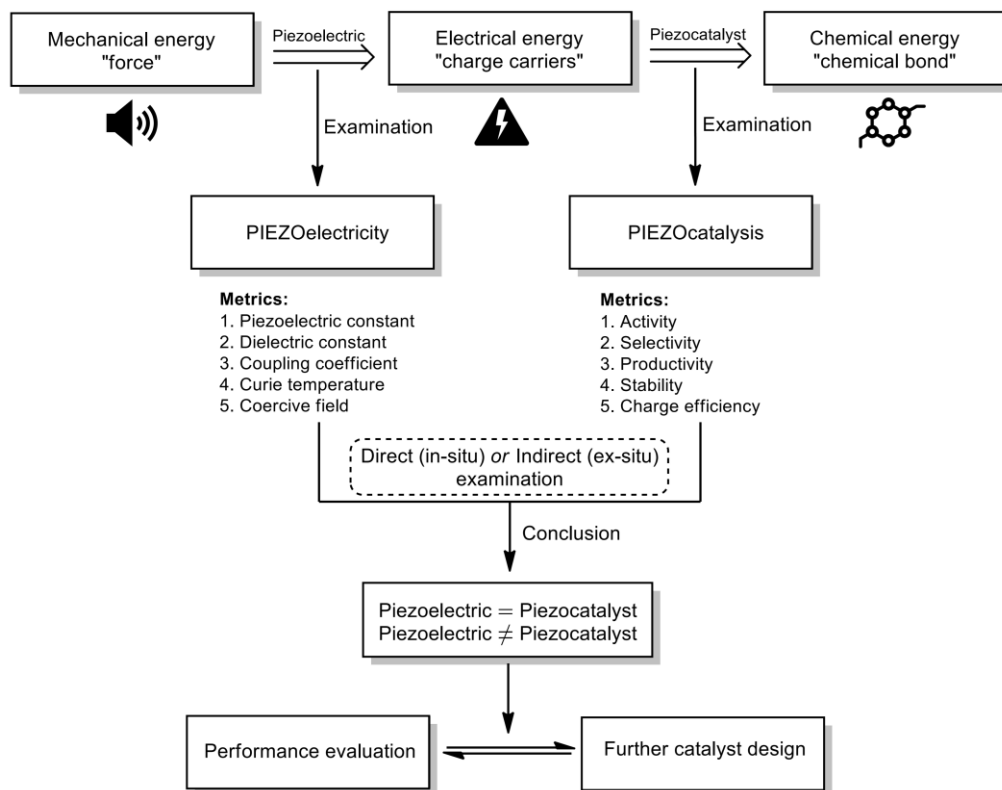 Mechanical energy
"force"
Piezoelectric
Electrical energy
"charge carriers"
Piezocatalyst
Chemical energy
"chemical bond"
Examination
Examination
PIEZOelectricity
PIEZOcatalysis
Metrics:
1. Piezoelectric constant
2. Dielectric constant
3. Coupling coefficient
4. Curie temperature
5. Coercive field
Metrics:
1. Activity
2. Selectivity
3. Productivity
4. Stability
5. Charge efficiency
Direct (in-situ) or Indirect (ex-situ)
examination
Conclusion
Piezoelectric = Piezocatalyst
Piezoelectric ≠ Piezocatalyst
Performance evaluation
Further catalyst design